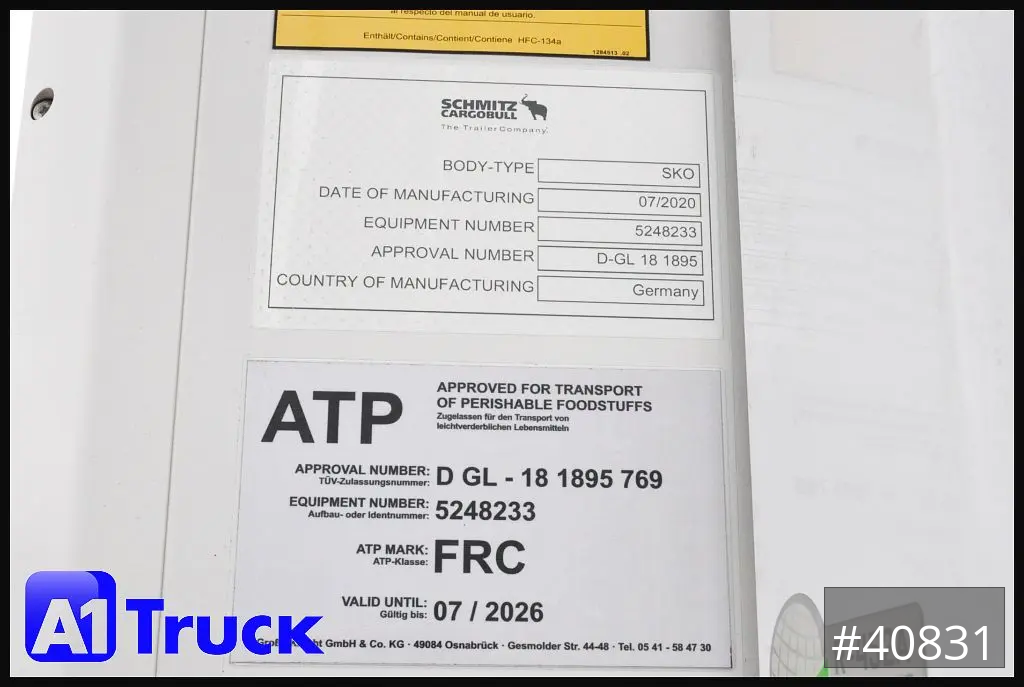 al respecto del manual de usuario.
Enthält/Contains/Contient/Contiene HFC-134a
1284513 .02
SCHMITZ
CARGOBULL
The Trailer Company.
BODY-TYPE SKO
DATE OF MANUFACTURING 07/2020
EQUIPMENT NUMBER 5248233
APPROVAL NUMBER D-GL 18 1895
COUNTRY OF MANUFACTURING Germany
ATP
APPROVED FOR TRANSPORT
OF PERISHABLE FOODSTUFFS
Zugelassen für den Transport von
leichtverderblichen Lebensmitteln
APPROVAL NUMBER: D GL - 18 1895 769
TÜV-Zulassungsnummer:
EQUIPMENT NUMBER: 5248233
Aufbau- oder Identnummer:
ATP MARK: FRC
ATP-Klasse:
VALID UNTIL: 07 / 2026
Gültig bis:
GmbH & Co. KG · 49084 Osnabrück · Gesmolder Str. 44-48 · Tel. 05 41 - 58 47 30
A1 Truck
#40831